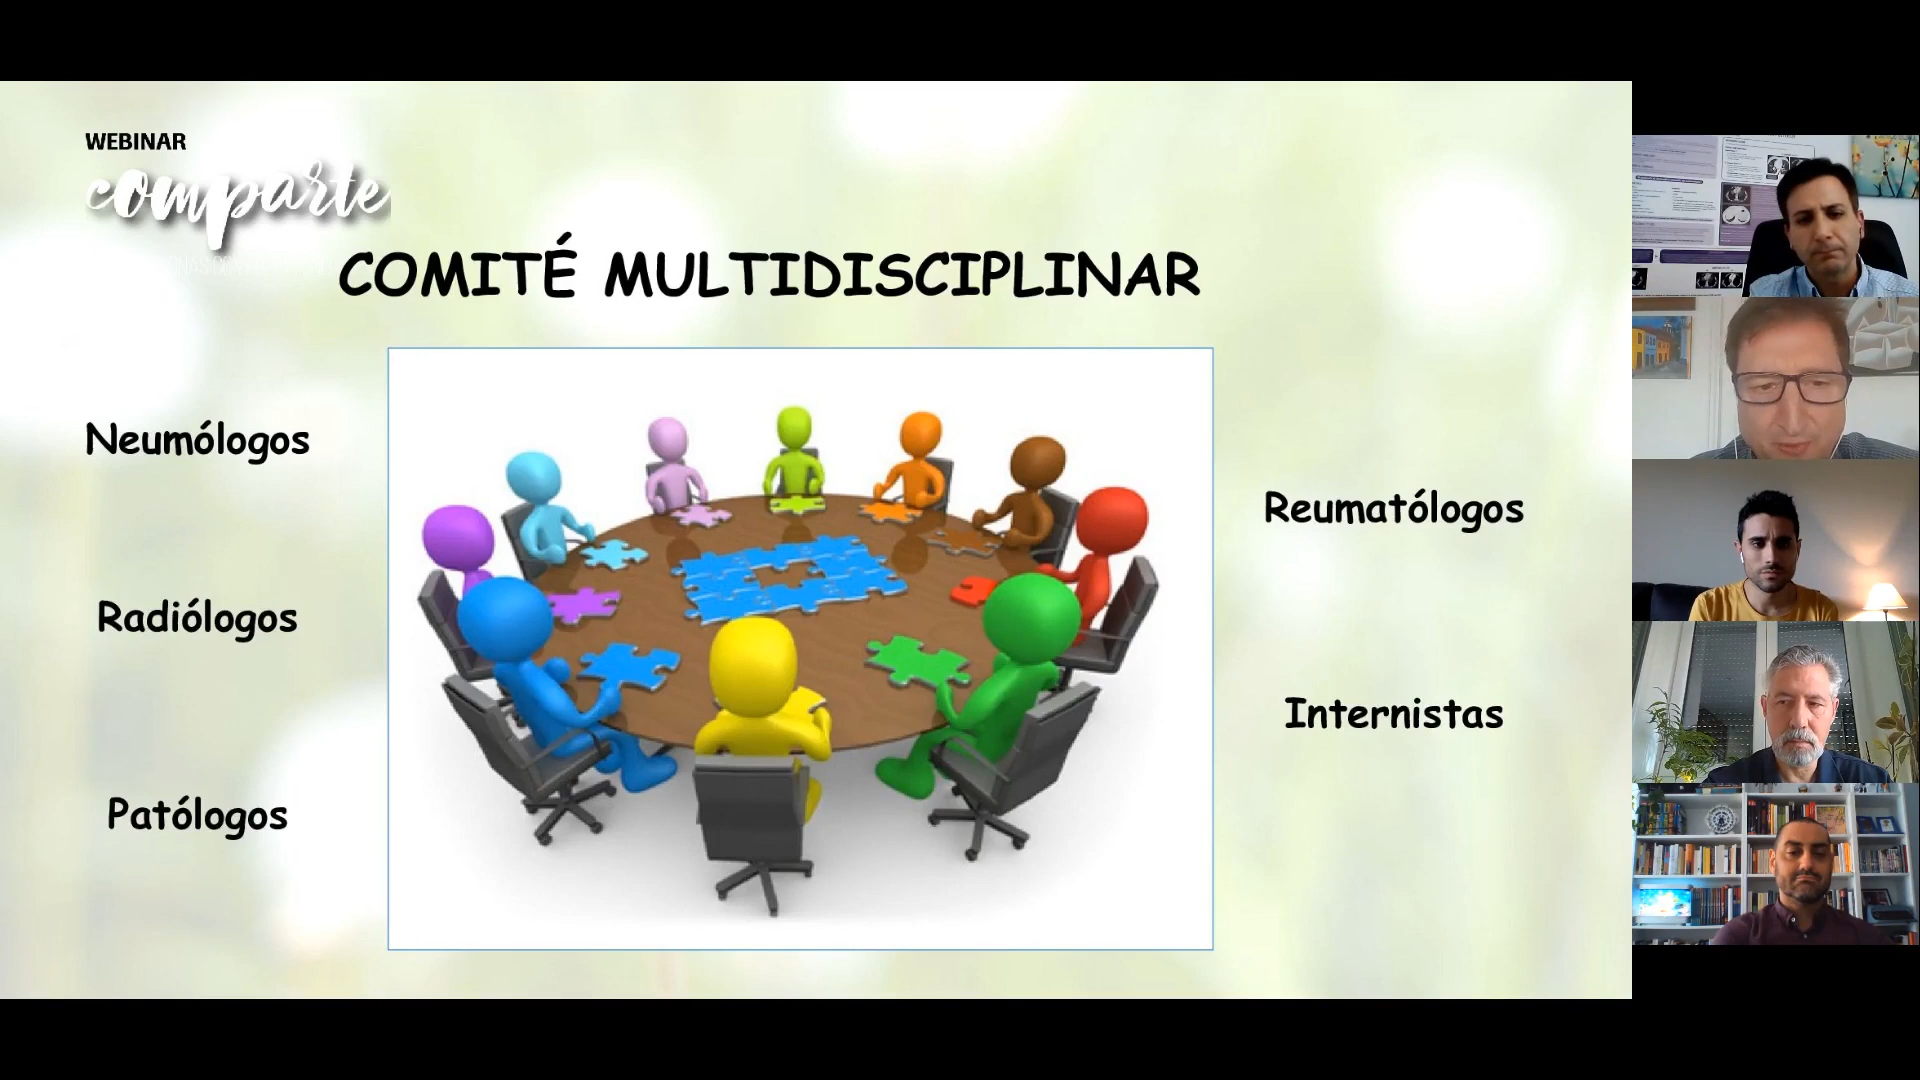 WEBINAR
comparte
COMITÉ MULTIDISCIPLINAR
Neumólogos
Reumatólogos
Radiólogos
Internistas
Patólogos